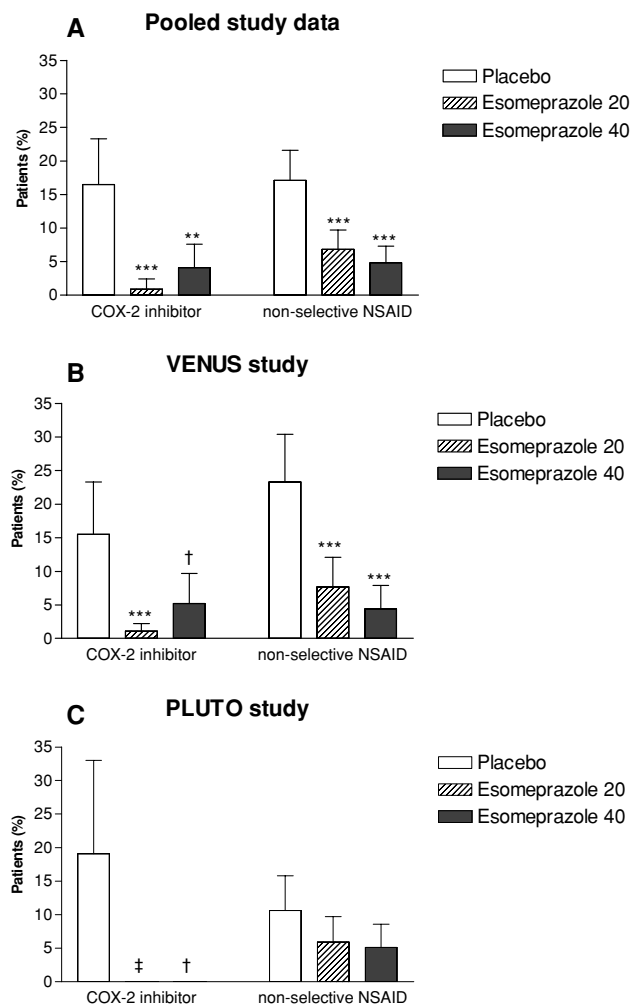 A Pooled study data
Placebo
Esomeprazole 20
Esomeprazole 40
Patients (%)
35
30
25
20
15
10
5
0
***
**
***
***
COX-2 inhibitor non-selective NSAID
B VENUS study
Placebo
Esomeprazole 20
Esomeprazole 40
Patients (%)
35
30
25
20
15
10
5
0
***
†
***
***
COX-2 inhibitor non-selective NSAID
C PLUTO study
Placebo
Esomeprazole 20
Esomeprazole 40
Patients (%)
35
30
25
20
15
10
5
0
‡ †
COX-2 inhibitor non-selective NSAID